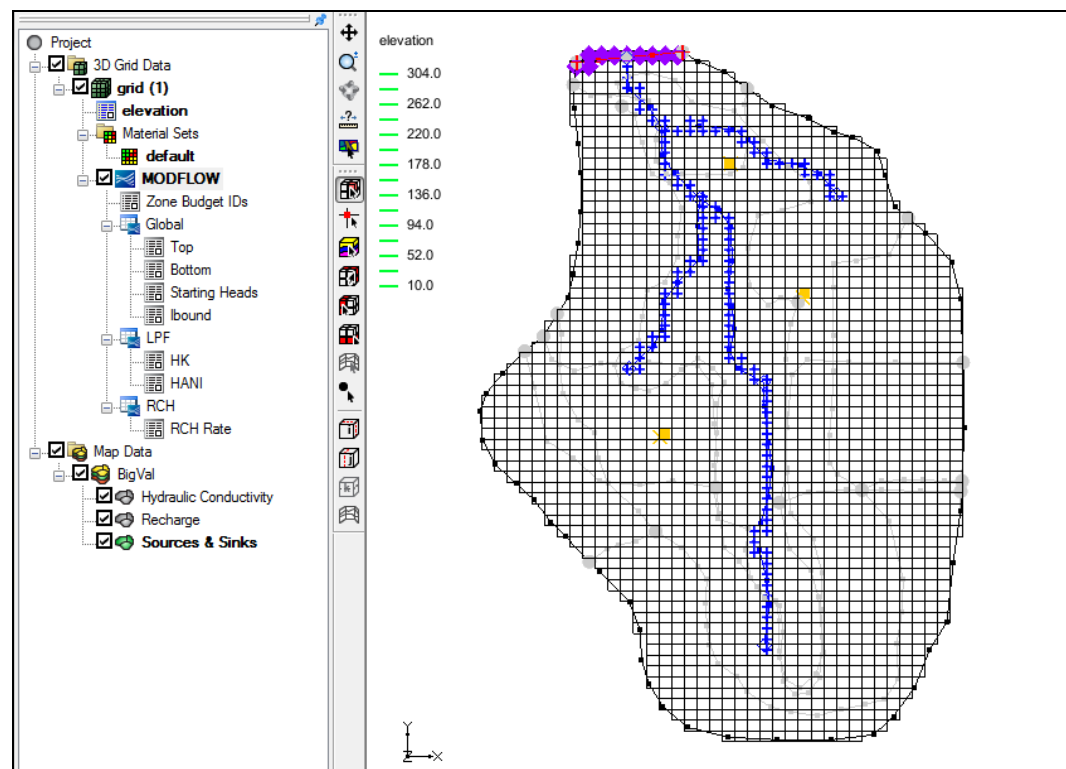 Project
3D Grid Data
grid (1)
elevation
Material Sets
default
MODFLOW
Zone Budget IDs
Global
Top
Bottom
Starting Heads
Ibound
LPF
HK
HANI
RCH
RCH Rate
Map Data
BigVal
Hydraulic Conductivity
Recharge
Sources & Sinks
?
elevation
304.0
262.0
220.0
178.0
136.0
94.0
52.0
10.0
Y
Z X